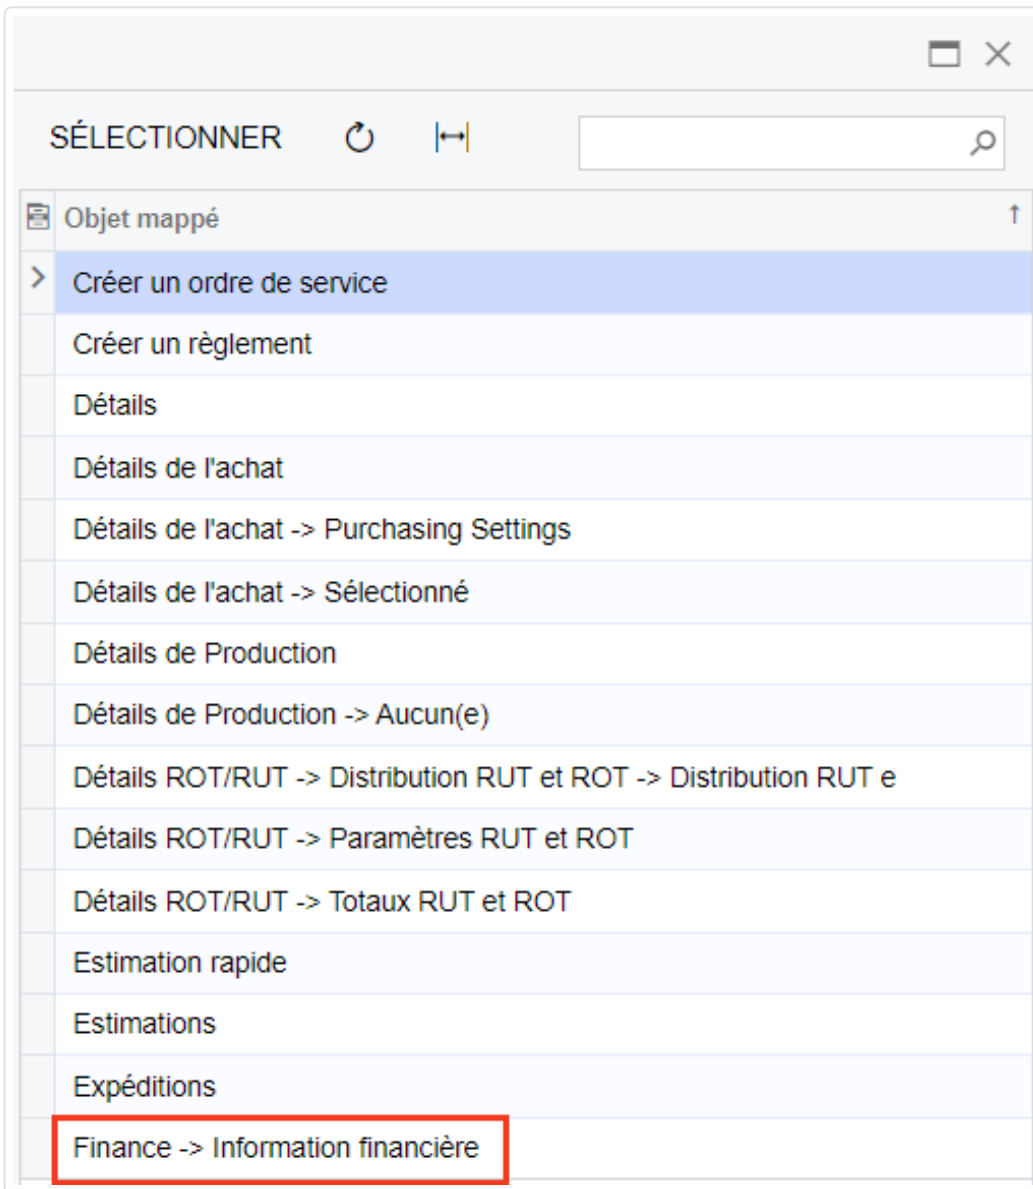 SÉLECTIONNER
Objet mappé
Créer un ordre de service
Créer un règlement
Détails
Détails de l'achat
Détails de l'achat -> Purchasing Settings
Détails de l'achat -> Sélectionné
Détails de Production
Détails de Production -> Aucun(e)
Détails ROT/RUT -> Distribution RUT et ROT -> Distribution RUT e
Détails ROT/RUT -> Paramètres RUT et ROT
Détails ROT/RUT -> Totaux RUT et ROT
Estimation rapide
Estimations
Expéditions
Finance -> Information financière